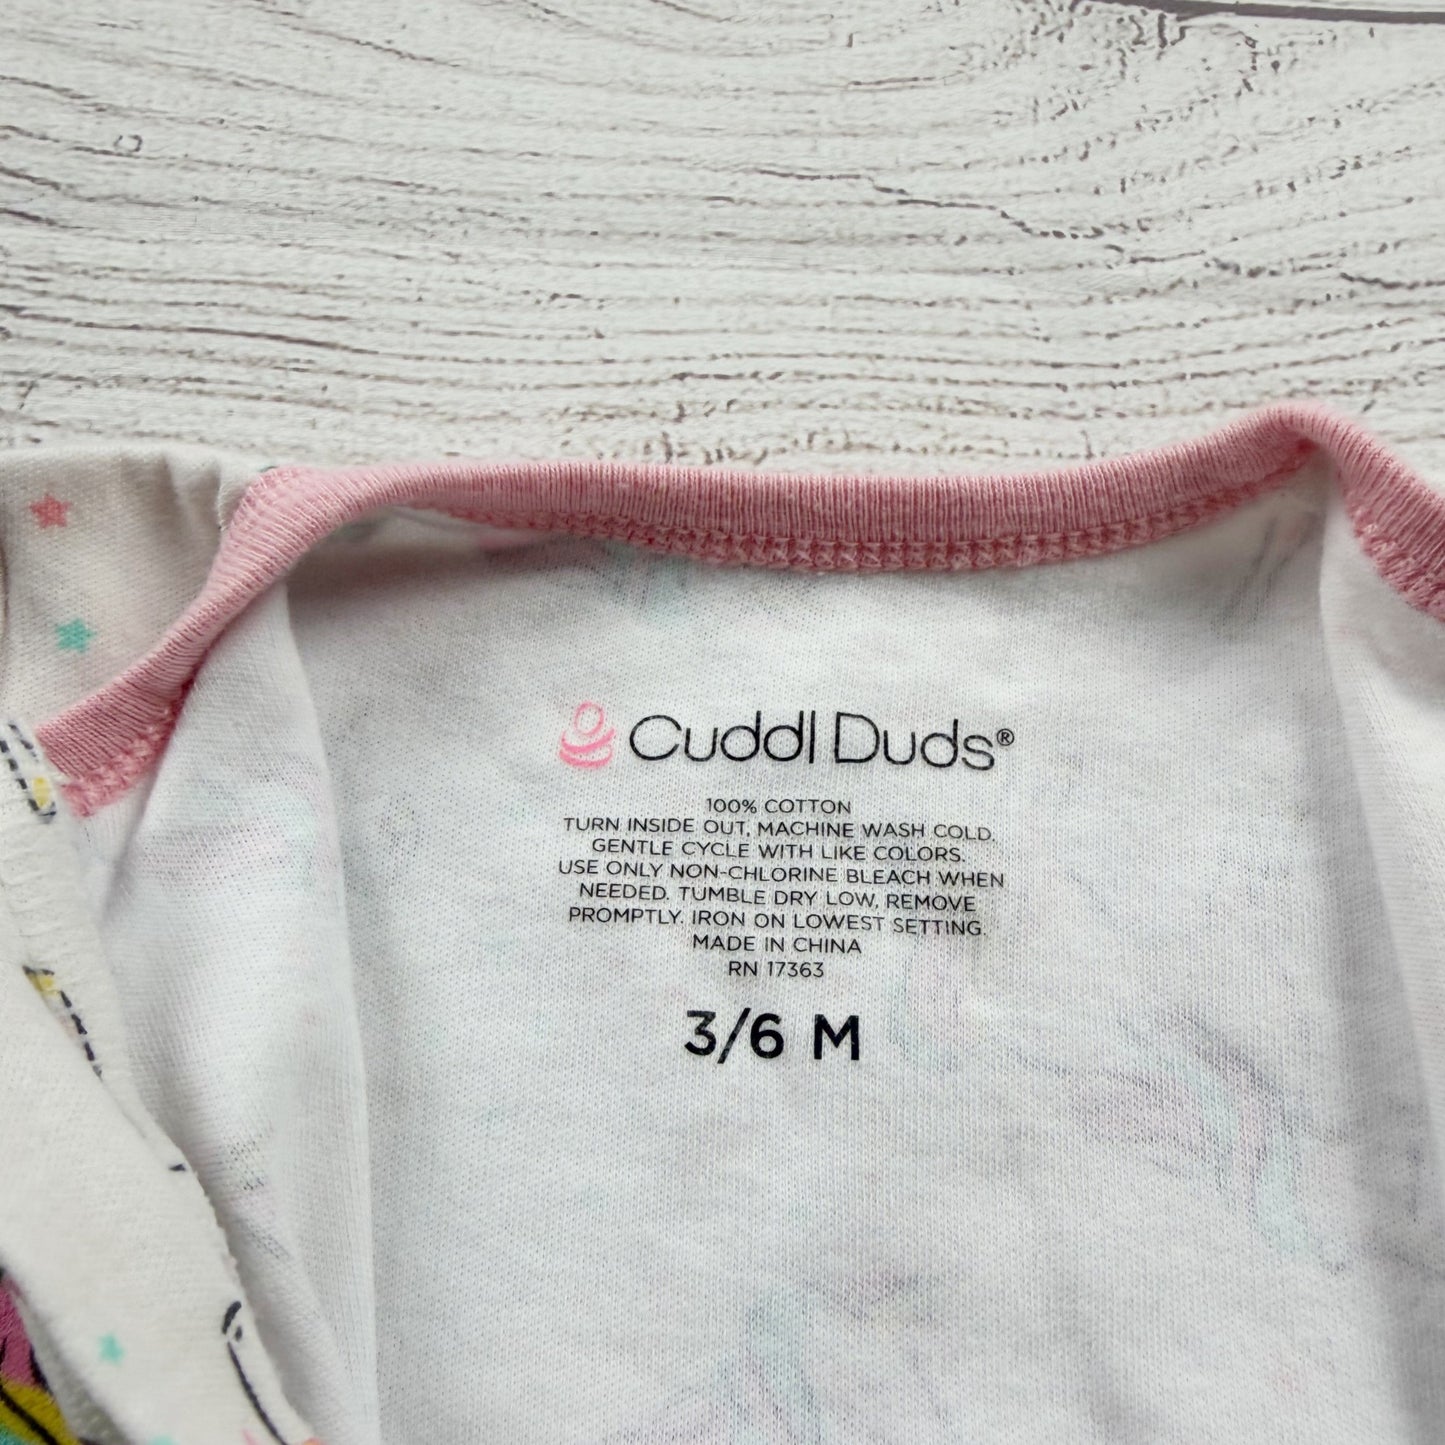 Cuddl Duds®
100% COTTON
TURN INSIDE OUT, MACHINE WASH COLD.
GENTLE CYCLE WITH LIKE COLORS.
USE ONLY NON-CHLORINE BLEACH WHEN
NEEDED. TUMBLE DRY LOW, REMOVE
PROMPTLY. IRON ON LOWEST SETTING.
MADE IN CHINA
RN 17363
3/6 M